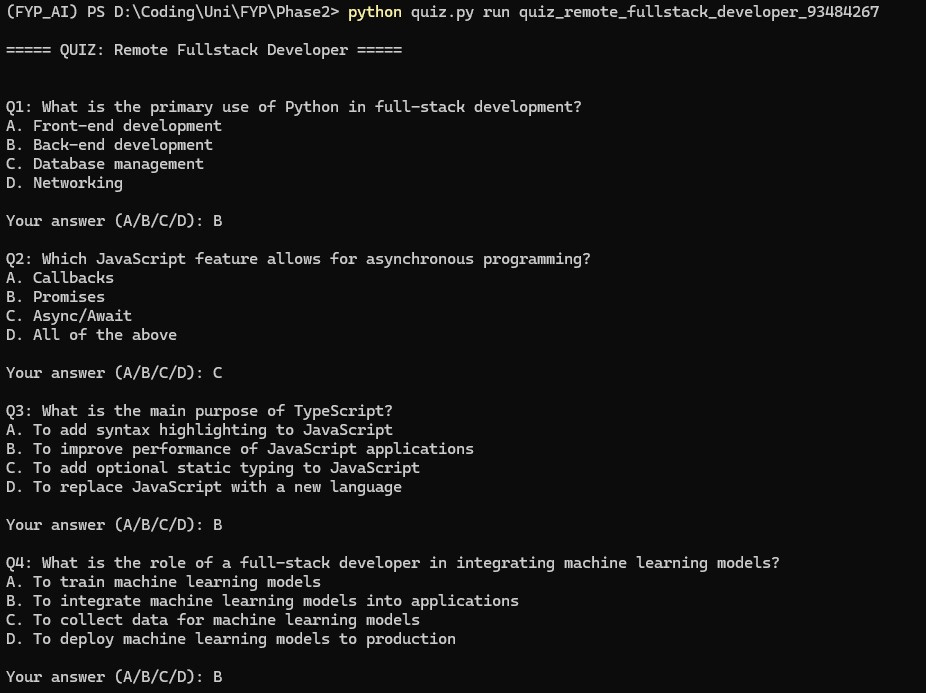 (FYP_AI) PS D:\Coding\Uni\FYP\Phase2> python quiz.py run quiz_remote_fullstack_developer_93484267
===== QUIZ: Remote Fullstack Developer =====
Q1: What is the primary use of Python in full-stack development?
A. Front-end development
B. Back-end development
C. Database management
D. Networking
Your answer (A/B/C/D): B
Q2: Which JavaScript feature allows for asynchronous programming?
A. Callbacks
B. Promises
C. Async/Await
D. All of the above
Your answer (A/B/C/D): C
Q3: What is the main purpose of TypeScript?
A. To add syntax highlighting to JavaScript
B. To improve performance of JavaScript applications
C. To add optional static typing to JavaScript
D. To replace JavaScript with a new language
Your answer (A/B/C/D): B
Q4: What is the role of a full-stack developer in integrating machine learning models?
A. To train machine learning models
B. To integrate machine learning models into applications
C. To collect data for machine learning models
D. To deploy machine learning models to production
Your answer (A/B/C/D): B